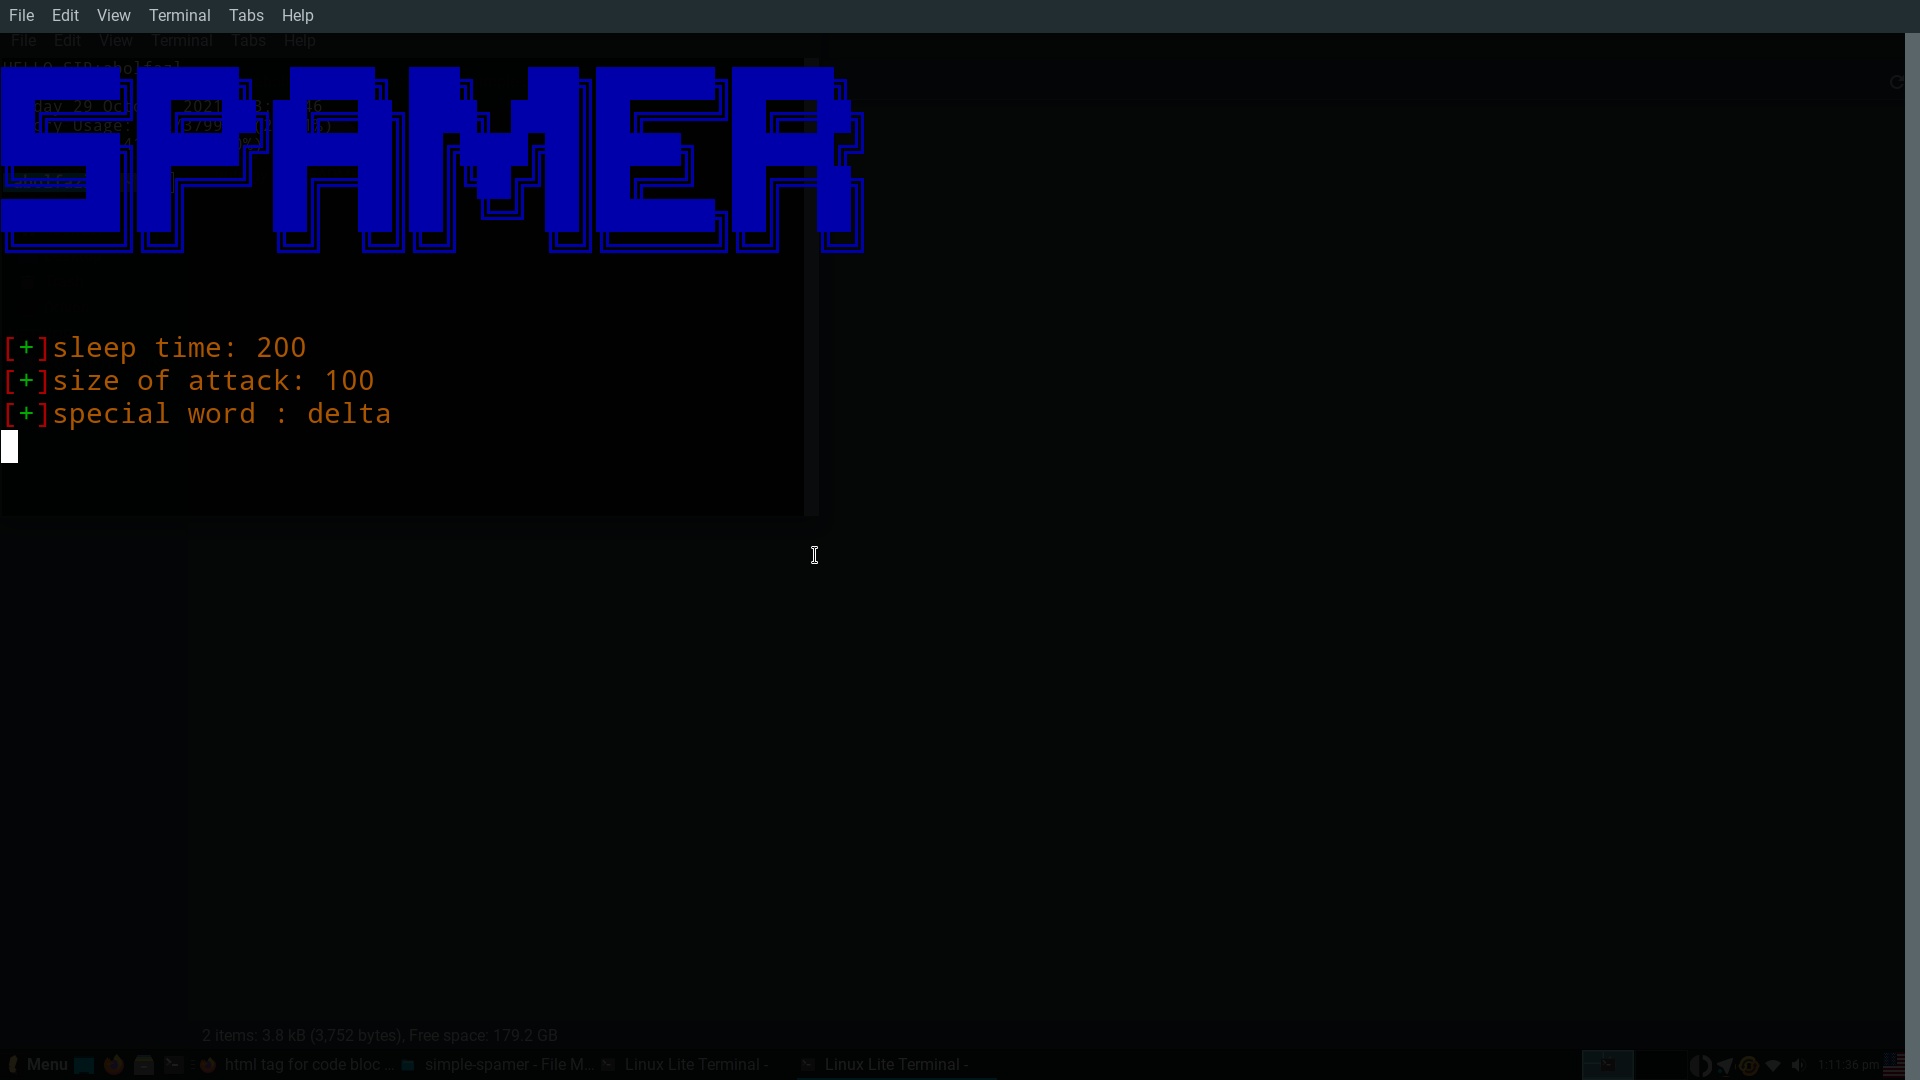 File Edit View Terminal Tabs Help
File Edit View Terminal Tabs Help
SPAMER
[+]sleep time: 200
[+]size of attack: 100
[+]special word : delta
2 items: 3.8 kB (3,752 bytes), Free space: 179.2 GB
Menu html tag for code bloc ... simple-spamer - File M... Linux Lite Terminal - Linux Lite Terminal - 1:11:36 pm